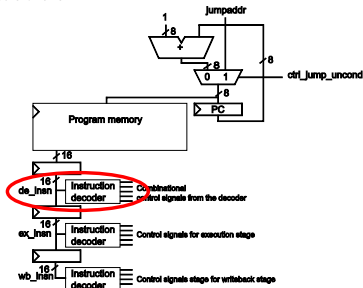 jumpaddr
1
8
+
8
8
0 1
ctrl_jump_uncond
8
PC
Program memory
16
16
de_insn
Instruction
decoder
Combinational
control signals from the decoder
16
ex_insn
Instruction
decoder
Control signals for execution stage
16
wb_insn
Instruction
decoder
Control signals stage for writeback stage